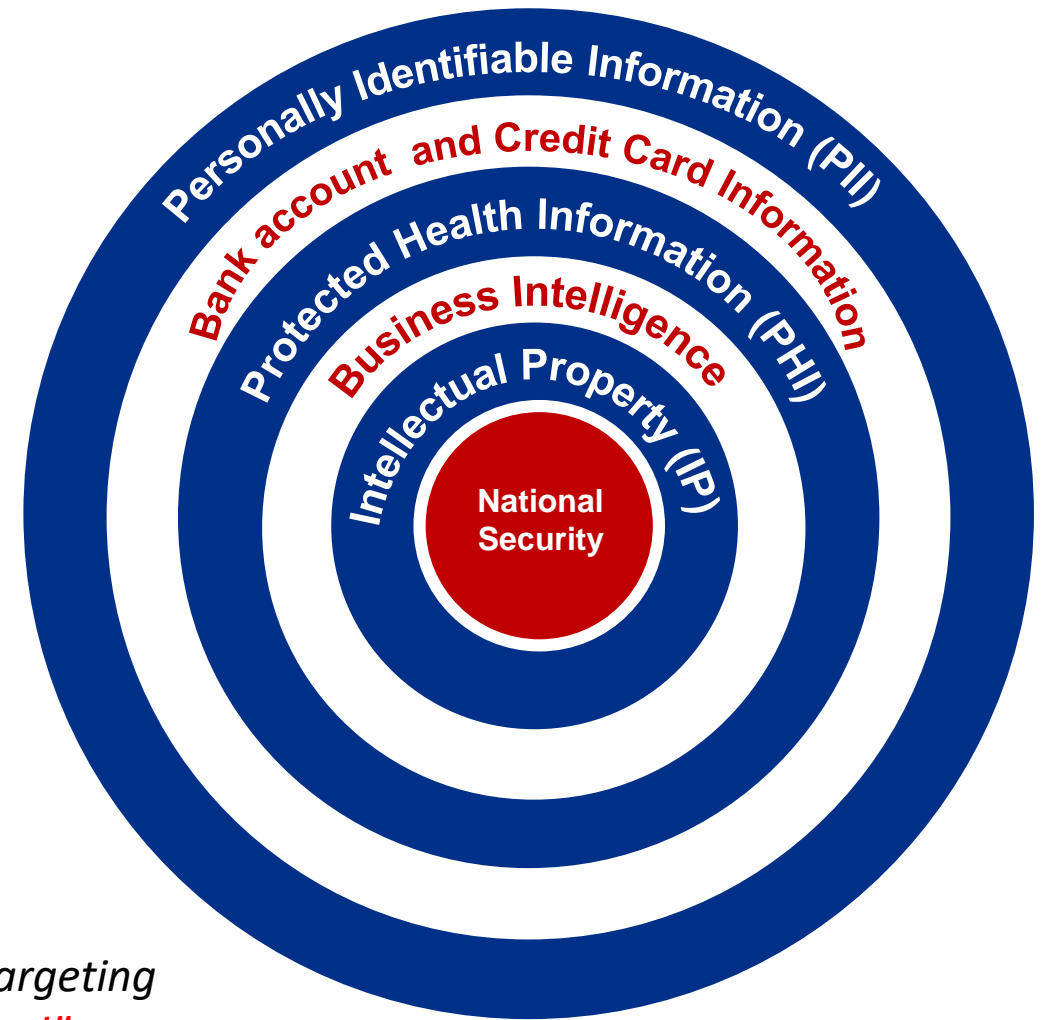 Personally Identifiable Information (PII)
Bank account and Credit Card Information
Protected Health Information (PHI)
Business Intelligence
Intellectual Property (IP)
National
Security
argeting